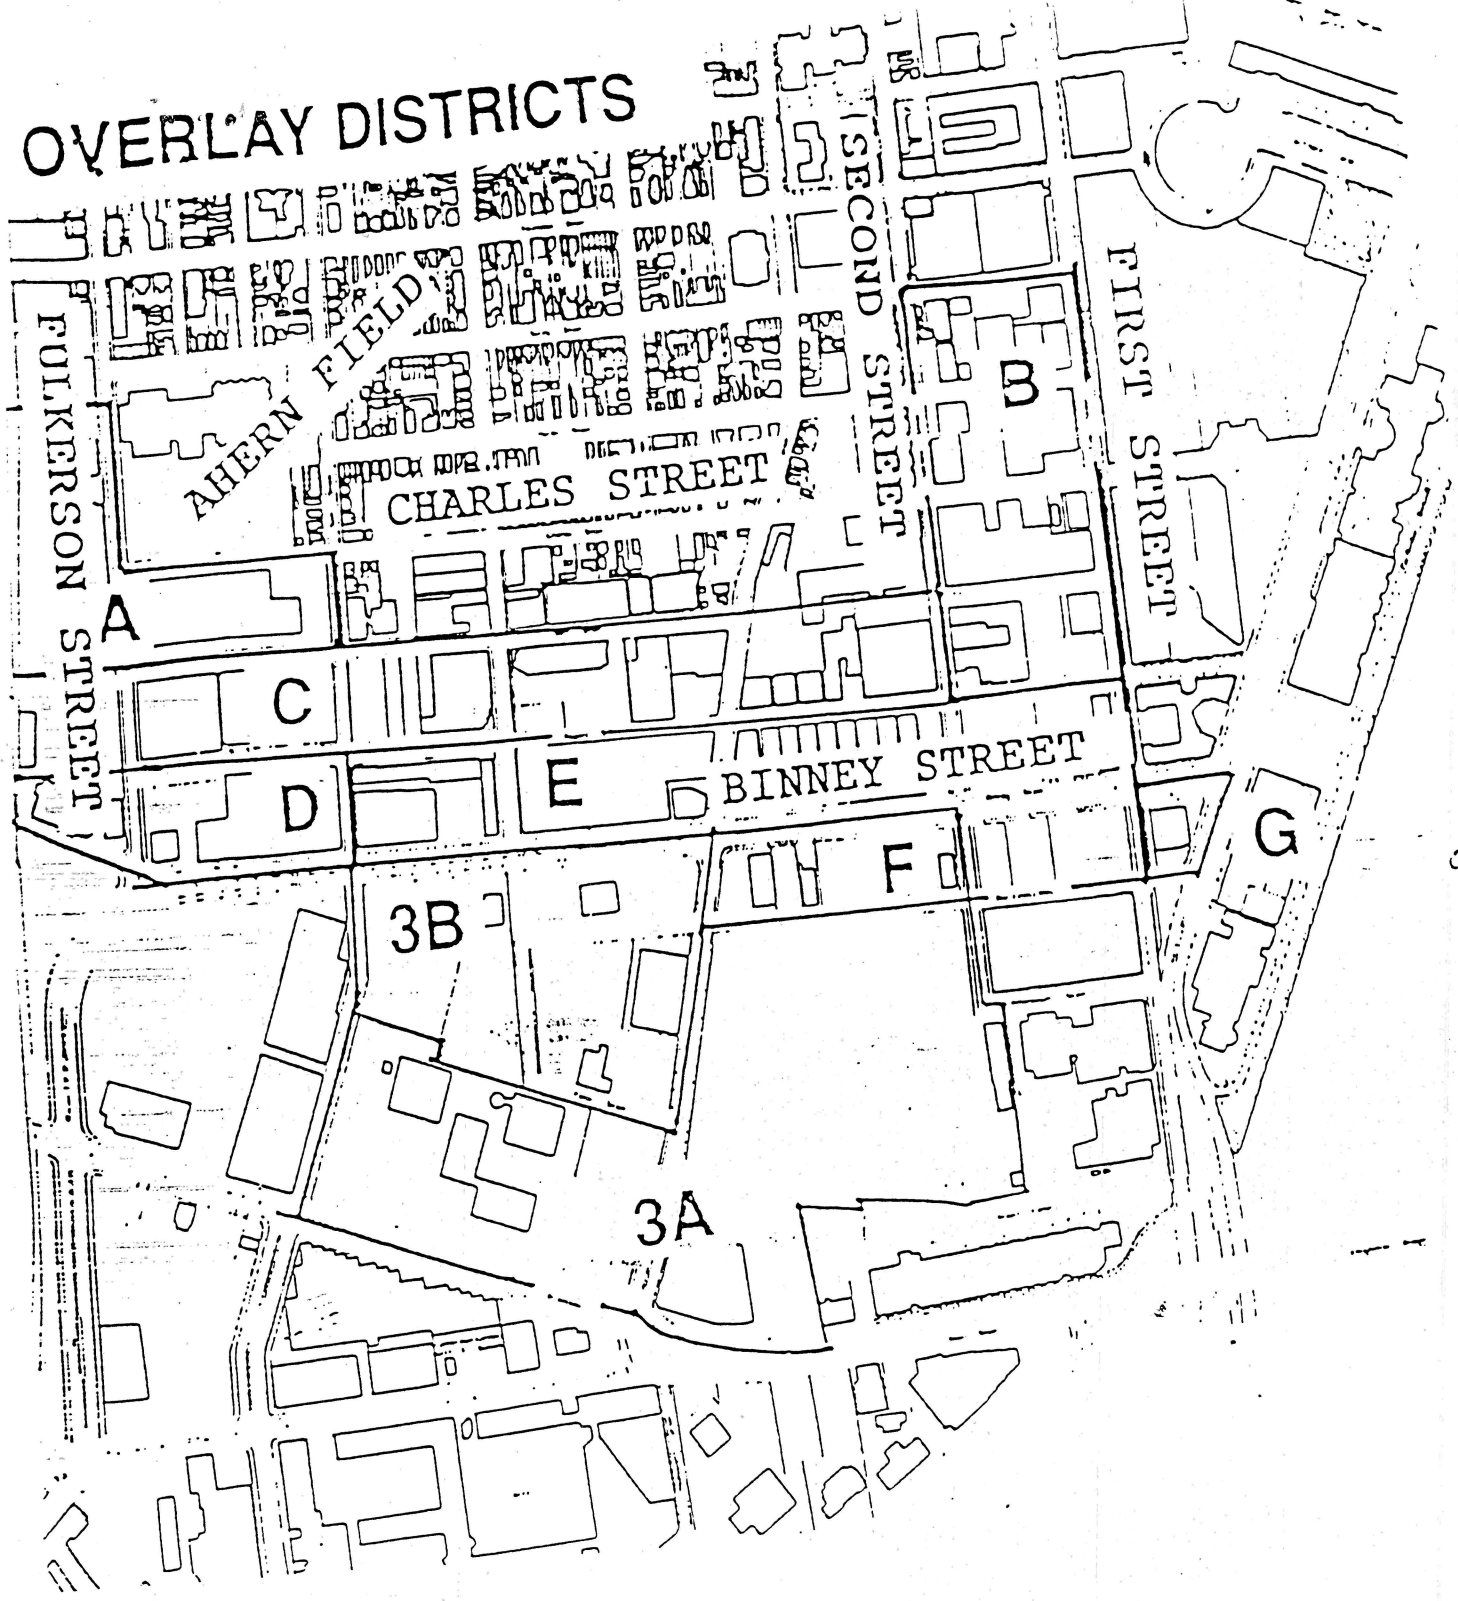 OVERLAY DISTRICTS
SECOND STREET
FIRST STREET
FULKERSON STREET
AHERN FIELD
B
CHARLES STREET
A
C
D
E
BINNEY STREET
F
G
3B
3A